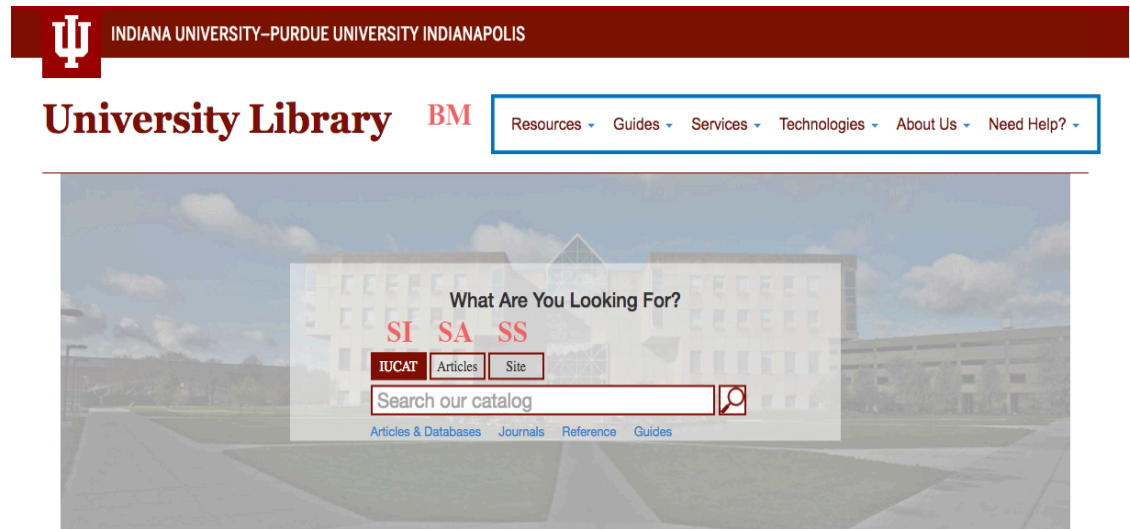 INDIANA UNIVERSITY–PURDUE UNIVERSITY INDIANAPOLIS
University Library BM Resources Guides Services Technologies About Us Need Help?
What Are You Looking For?
SI SA SS
IUCAT Articles Site
Search our catalog
Articles & Databases Journals Reference Guides